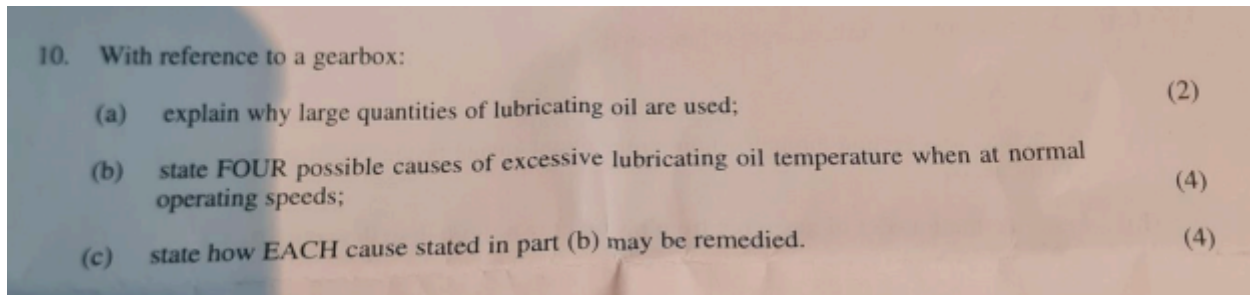 10. With reference to a gearbox:
(a) explain why large quantities of lubricating oil are used; (2)
(b) state FOUR possible causes of excessive lubricating oil temperature when at normal
operating speeds; (4)
(c) state how EACH cause stated in part (b) may be remedied. (4)